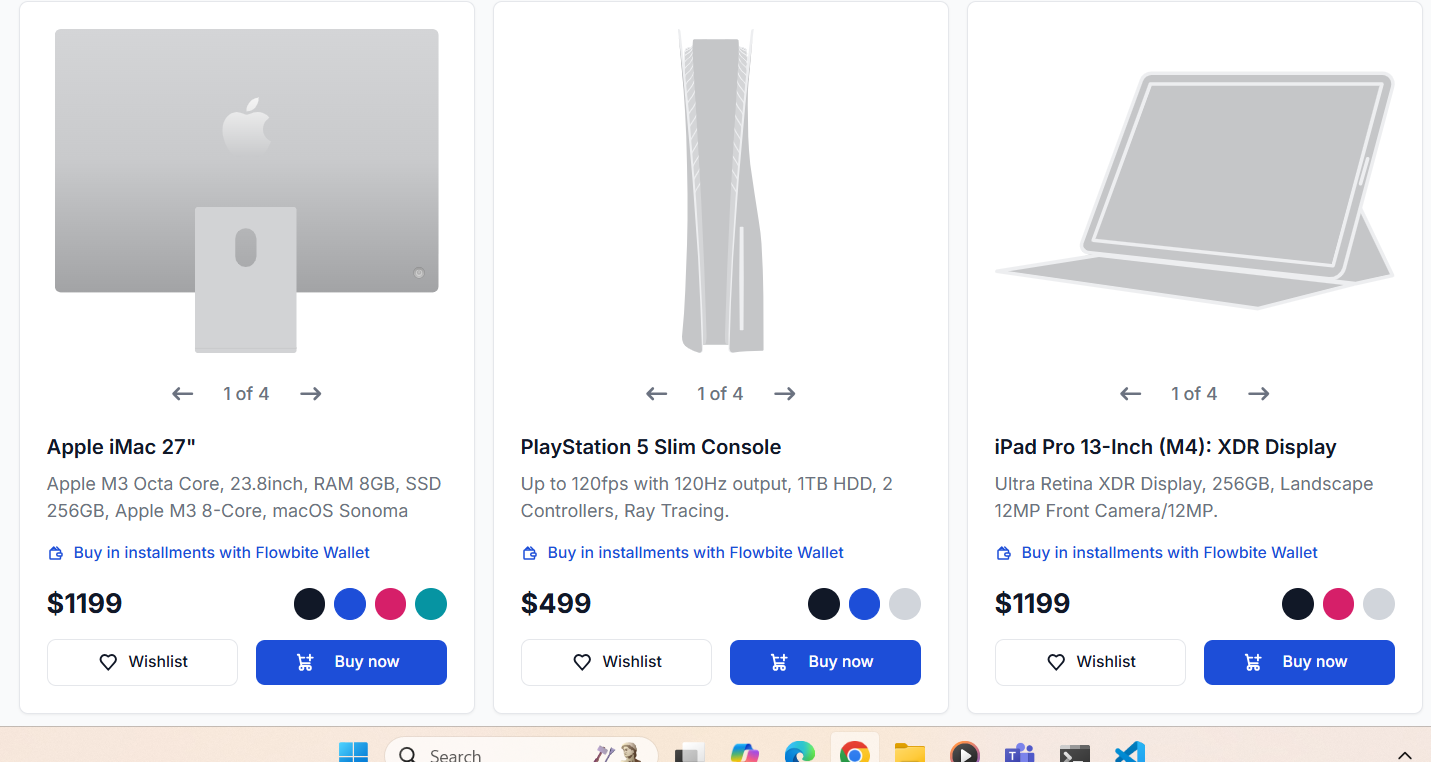 1 of 4
Apple iMac 27"
Apple M3 Octa Core, 23.8inch, RAM 8GB, SSD
256GB, Apple M3 8-Core, macOS Sonoma
Buy in installments with Flowbite Wallet
$1199
Wishlist
Buy now
1 of 4
PlayStation 5 Slim Console
Up to 120fps with 120Hz output, 1TB HDD, 2
Controllers, Ray Tracing.
Buy in installments with Flowbite Wallet
$499
Wishlist
Buy now
1 of 4
iPad Pro 13-Inch (M4): XDR Display
Ultra Retina XDR Display, 256GB, Landscape
12MP Front Camera/12MP.
Buy in installments with Flowbite Wallet
$1199
Wishlist
Buy now
Search